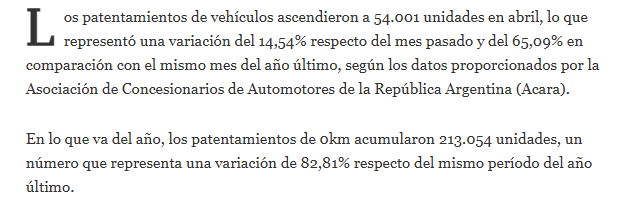 Los patentamientos de vehículos ascendieron a 54.001 unidades en abril, lo que
representó una variación del 14,54% respecto del mes pasado y del 65,09% en
comparación con el mismo mes del año último, según los datos proporcionados por la
Asociación de Concesionarios de Automotores de la República Argentina (Acara).
En lo que va del año, los patentamientos de 0km acumularon 213.054 unidades, un
número que representa una variación de 82,81% respecto del mismo período del año
último.